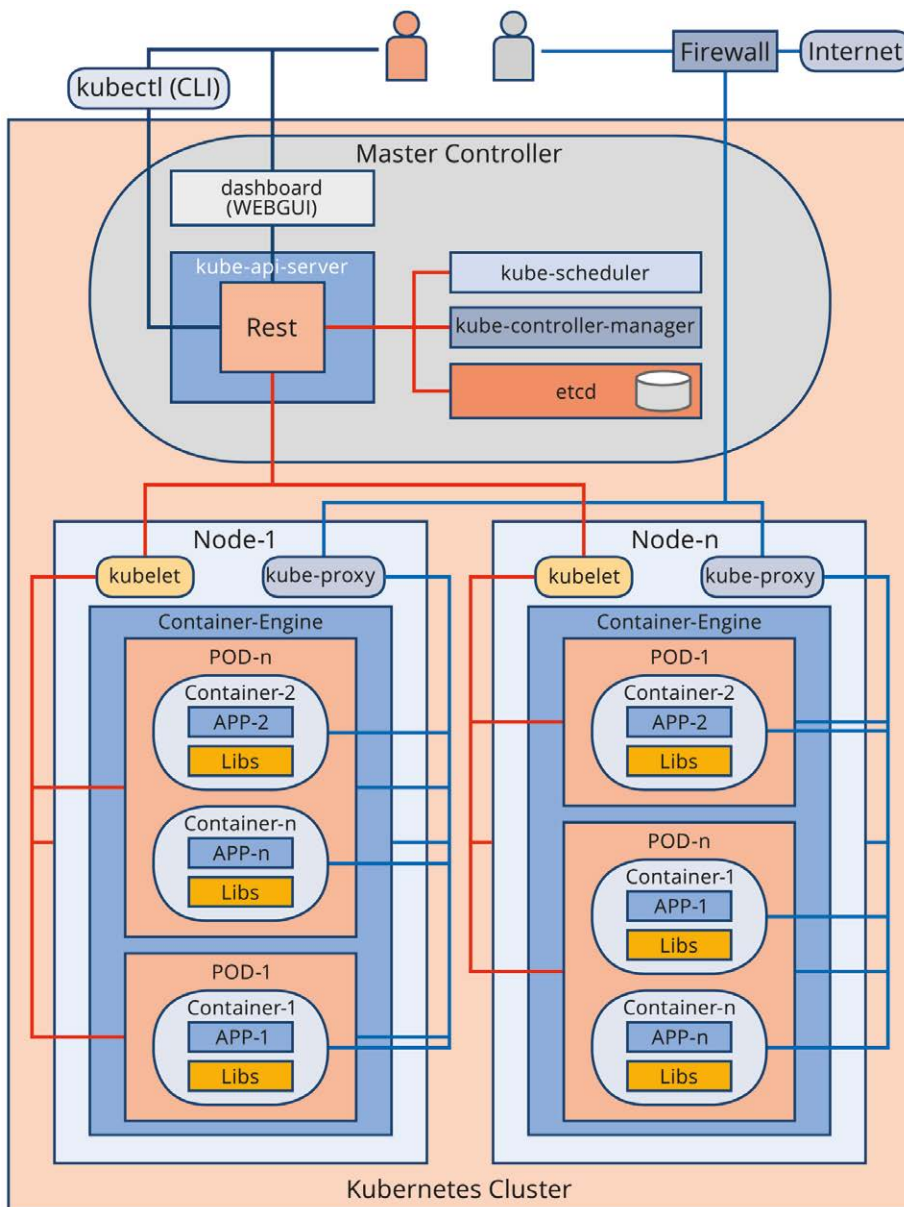 Firewall
Internet
kubectl (CLI)
Master Controller
dashboard
(WEBGUI)
kube-api-server
Rest
kube-scheduler
kube-controller-manager
etcd
Node-1
kubelet
kube-proxy
Container-Engine
POD-n
Container-2
APP-2
Libs
Container-n
APP-n
Libs
POD-1
Container-1
APP-1
Libs
Node-n
kubelet
kube-proxy
Container-Engine
POD-1
Container-2
APP-2
Libs
POD-n
Container-1
APP-1
Libs
Container-n
APP-n
Libs
Kubernetes Cluster